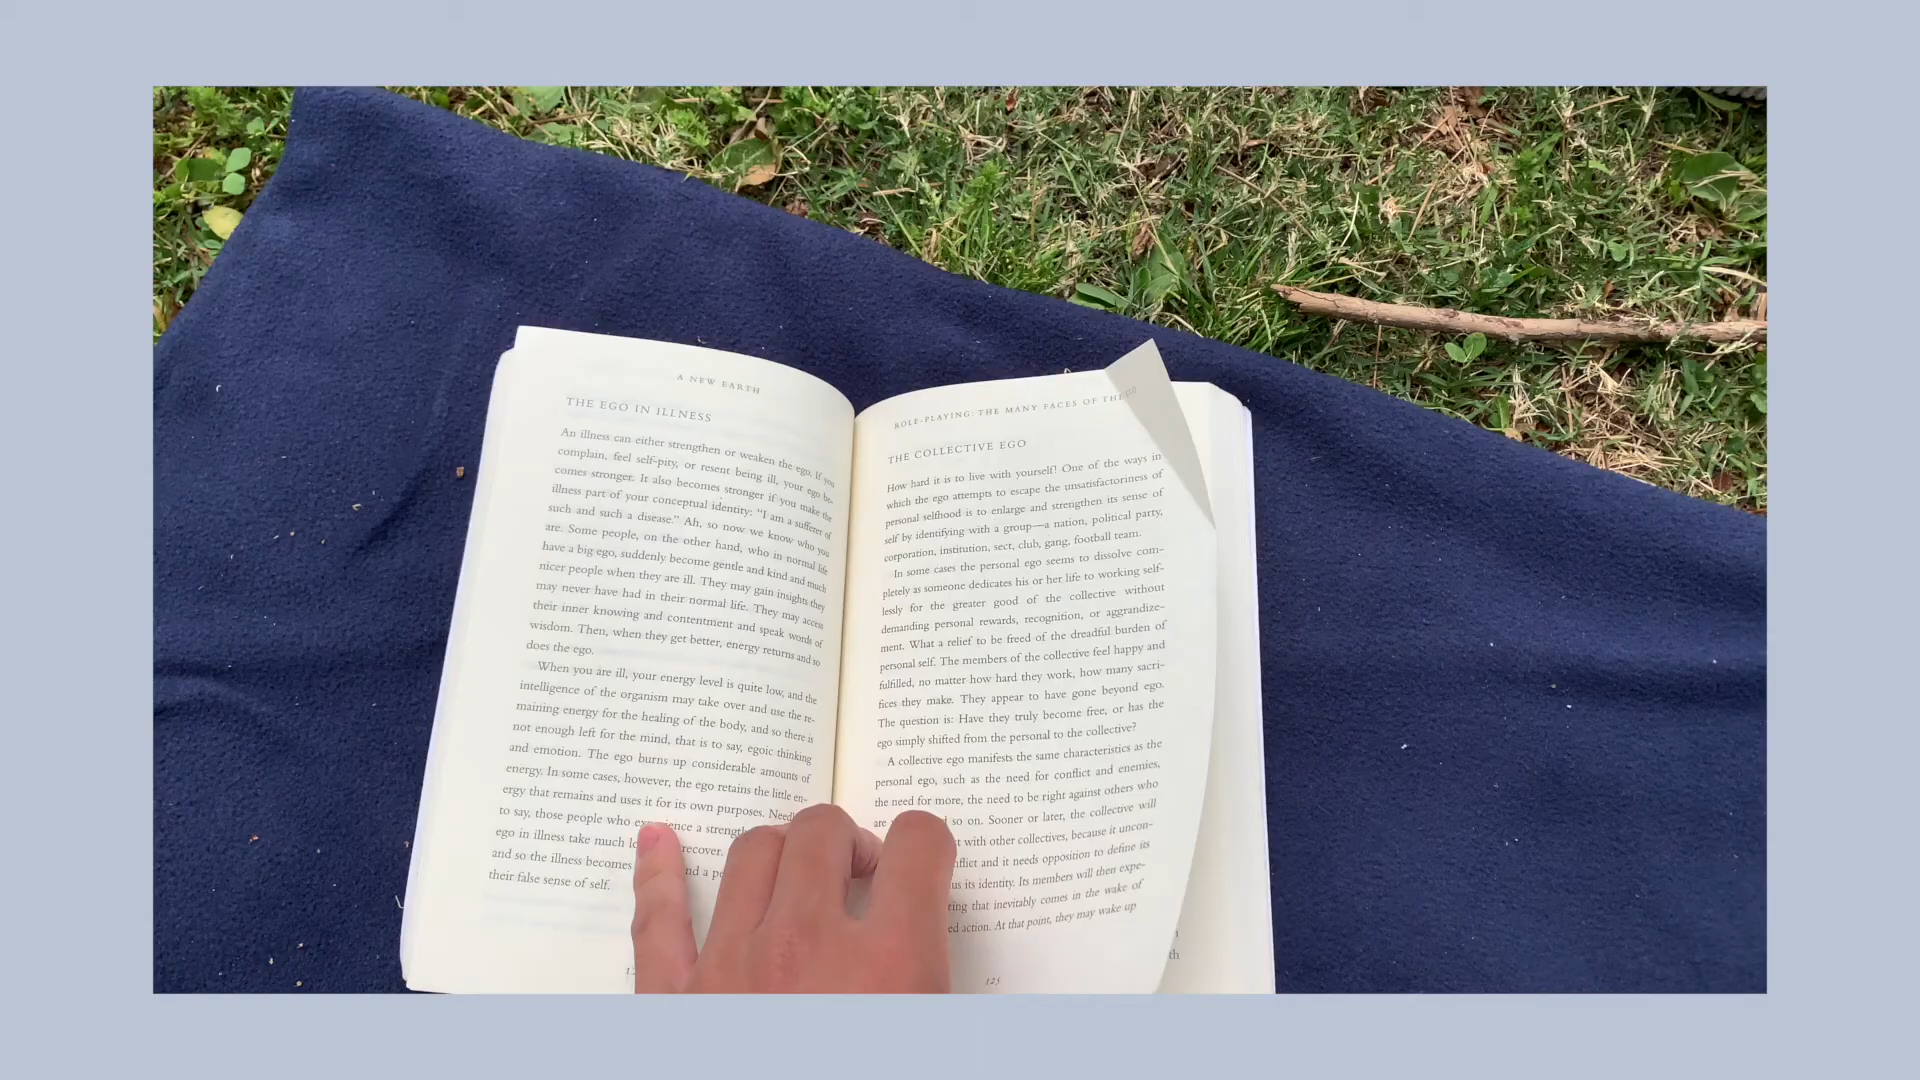 A NEW EARTH
THE EGO IN ILLNESS
An illness can either strengthen or weaken the ego. If you
complain, feel self-pity, or resent being ill, your ego be-
comes stronger. It also becomes stronger if you make the
illness part of your conceptual identity: “I am a sufferer of
such and such a disease.” Ah, so now we know who you
are. Some people, on the other hand, who in normal life
have a big ego, suddenly become gentle and kind and much
nicer people when they are ill. They may gain insights they
may never have had in their normal life. They may access
their inner knowing and contentment and speak words of
wisdom. Then, when they get better, energy returns and so
does the ego.
When you are ill, your energy level is quite low, and the
intelligence of the organism may take over and use the re-
maining energy for the healing of the body, and so there is
not enough left for the mind, that is to say, egoic thinking
and emotion. The ego burns up considerable amounts of
energy. In some cases, however, the ego retains the little en-
ergy that remains and uses it for its own purposes.
to say, those people who experience a
ego in illness take much recover.
and so the illness becomes
their false sense of self.
ROLE-PLAYING: THE MANY FACES OF THE EGO
THE COLLECTIVE EGO
How hard it is to live with yourself! One of the ways in
which the ego attempts to escape the unsatisfactoriness of
personal selfhood is to enlarge and strengthen its sense of
self by identifying with a group—a nation, political party,
corporation, institution, sect, club, gang, football team.
In some cases the personal ego seems to dissolve com-
pletely as someone dedicates his or her life to working self-
lessly for the greater good of the collective without
demanding personal rewards, recognition, or aggrandize-
ment. What a relief to be freed of the dreadful burden of
personal self. The members of the collective feel happy and
fulfilled, no matter how hard they work, how many sacri-
fices they make. They appear to have gone beyond ego.
The question is: Have they truly become free, or has the
ego simply shifted from the personal to the collective?
A collective ego manifests the same characteristics as the
personal ego, such as the need for conflict and enemies,
the need for more, the need to be right against others who
are so on. Sooner or later, the collective will
with other collectives, because it uncon-
and it needs opposition to define its
its identity. Its members will then expe-
that inevitably comes in the wake of
action. At that point, they may wake up
125